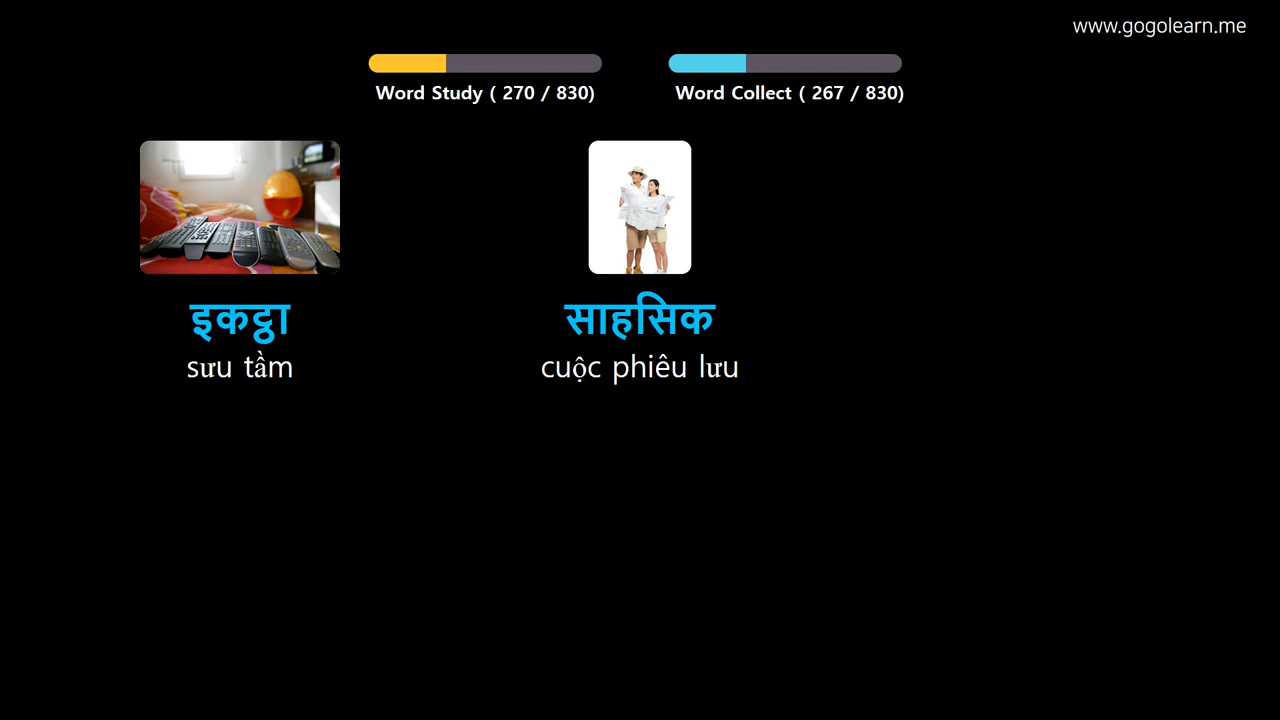 www.gogolearn.me
Word Study ( 270 / 830)
Word Collect ( 267 / 830)
इकट्ठा
sưu tầm
साहसिक
cuộc phiêu lưu